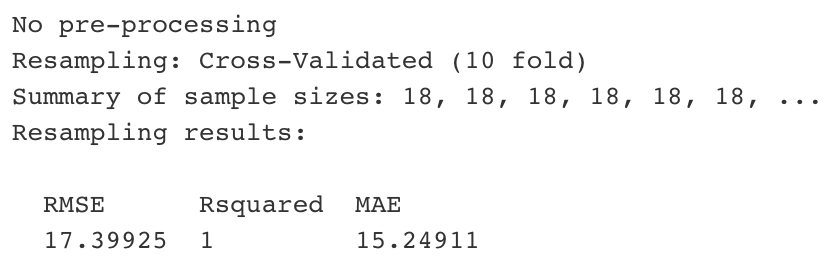 No pre-processing
Resampling: Cross-Validated (10 fold)
Summary of sample sizes: 18, 18, 18, 18, 18, 18, ...
Resampling results:
RMSE Rsquared MAE
17.39925 1 15.24911